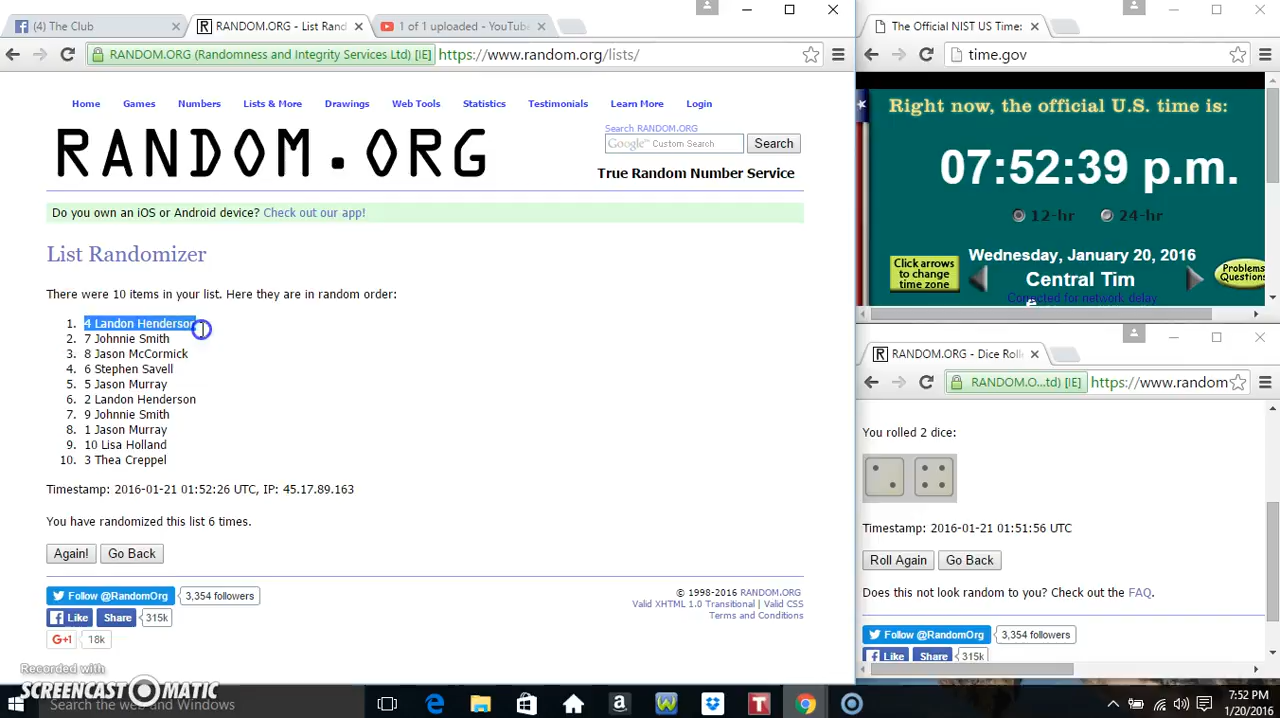 (4) The Club
RANDOM.ORG - List Rand
1 of 1 uploaded - YouTube
RANDOM.ORG (Randomness and Integrity Services Ltd) [IE]
https://www.random.org/lists/
Home
Games
Numbers
Lists & More
Drawings
Web Tools
Statistics
Testimonials
Learn More
Login
RANDOM.ORG
Search RANDOM.ORG
Google Custom Search
Search
True Random Number Service
Do you own an iOS or Android device? Check out our app!
List Randomizer
There were 10 items in your list. Here they are in random order:
1. 4 Landon Henderson
2. 7 Johnnie Smith
3. 8 Jason McCormick
4. 6 Stephen Savell
5. 5 Jason Murray
6. 2 Landon Henderson
7. 9 Johnnie Smith
8. 1 Jason Murray
9. 10 Lisa Holland
10. 3 Thea Creppel
Timestamp: 2016-01-21 01:52:26 UTC, IP: 45.17.89.163
You have randomized this list 6 times.
Again!
Go Back
Follow @RandomOrg
3,354 followers
Like
Share
315k
G+1
18k
© 1998-2016 RANDOM.ORG
Valid XHTML 1.0 Transitional | Valid CSS
Terms and Conditions
The Official NIST US Time:
time.gov
Right now, the official U.S. time is:
07:52:39 p.m.
12-hr
24-hr
Wednesday, January 20, 2016
Click arrows
to change
time zone
Central Tim
Problems
Questions
Corrected for network delay
RANDOM.ORG - Dice Rolle
RANDOM.O...td) [IE]
https://www.random
You rolled 2 dice:
Timestamp: 2016-01-21 01:51:56 UTC
Roll Again
Go Back
Does this not look random to you? Check out the FAQ.
Follow @RandomOrg
3,354 followers
Like
Share
315k
Recorded with
SCREENCAST-O-MATIC
Search the web and Windows
7:52 PM
1/20/2016